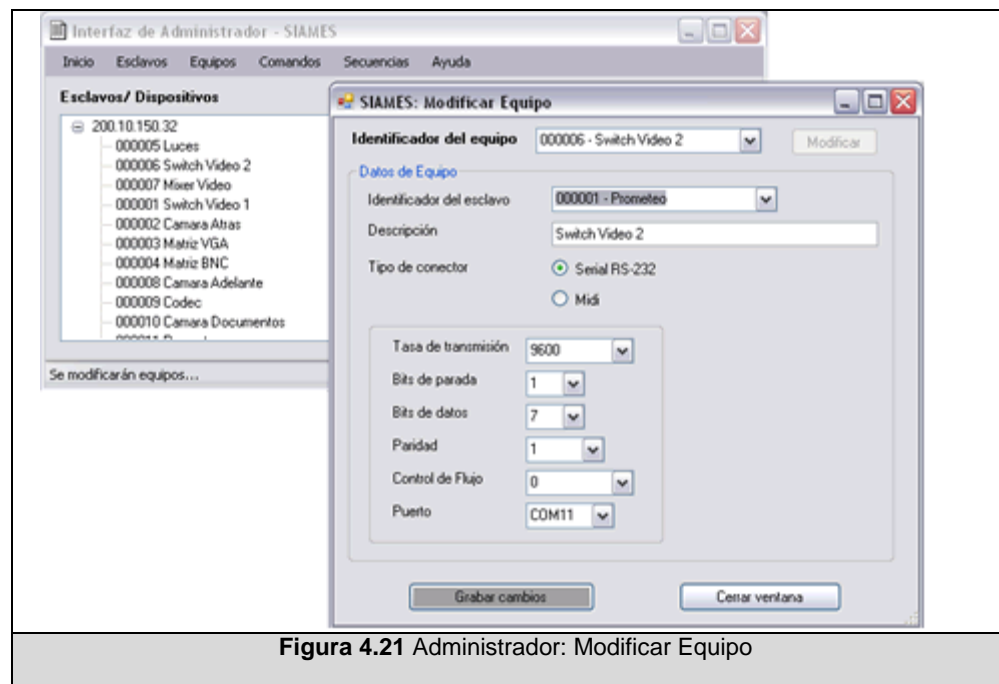 Interfaz de Administrador - SIAMES
Inicio Esclavos Equipos Comandos Secuencias Ayuda
Esclavos/ Dispositivos
200.10.150.32
000005 Luces
000006 Switch Video 2
000007 Mixer Video
000001 Switch Video 1
000002 Camara Atras
000003 Matriz VGA
000004 Matriz BNC
000008 Camara Adelante
000009 Codec
000010 Camara Documentos
Se modificarán equipos...
SIAMES: Modificar Equipo
Identificador del equipo 000006 - Switch Video 2 Modificar
Datos de Equipo
Identificador del esclavo 000001 - Prometeo
Descripción Switch Video 2
Tipo de conector Serial RS-232
Midi
Tasa de transmisión 9600
Bits de parada 1
Bits de datos 7
Paridad 1
Control de Flujo 0
Puerto COM11
Grabar cambios Cerrar ventana
Figura 4.21 Administrador: Modificar Equipo